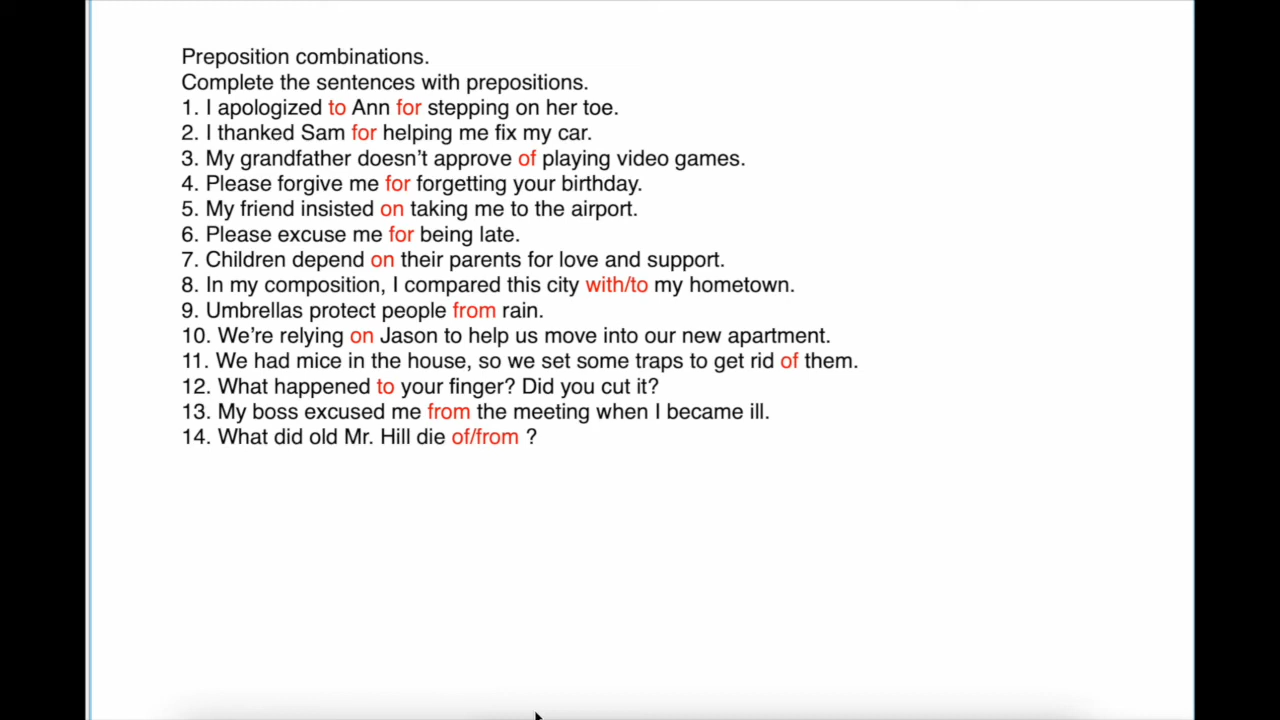 Preposition combinations.
Complete the sentences with prepositions.
1. I apologized to Ann for stepping on her toe.
2. I thanked Sam for helping me fix my car.
3. My grandfather doesn’t approve of playing video games.
4. Please forgive me for forgetting your birthday.
5. My friend insisted on taking me to the airport.
6. Please excuse me for being late.
7. Children depend on their parents for love and support.
8. In my composition, I compared this city with/to my hometown.
9. Umbrellas protect people from rain.
10. We’re relying on Jason to help us move into our new apartment.
11. We had mice in the house, so we set some traps to get rid of them.
12. What happened to your finger? Did you cut it?
13. My boss excused me from the meeting when I became ill.
14. What did old Mr. Hill die of/from ?